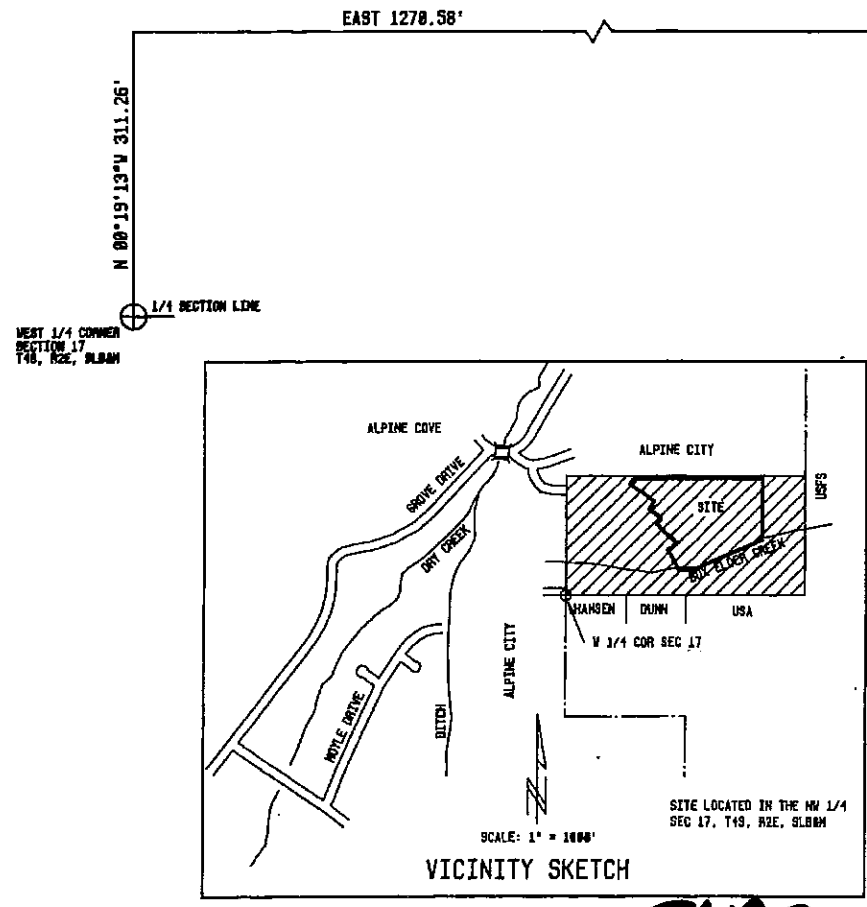 EAST 1270.58'
N 00°19'13"W 311.26'
1/4 SECTION LINE
WEST 1/4 CORNER
SECTION 17
T4S, R2E, SLB&M
ALPINE COVE
ALPINE CITY
USFS
GROVE DRIVE
SITE
DRY CREEK
BOX ELDER CREEK
HANSEN
DUNN
USA
W 1/4 COR SEC 17
ALPINE CITY
MOYLE DRIVE
DITCH
SITE LOCATED IN THE NW 1/4
SEC 17, T4S, R2E, SLB&M
SCALE: 1" =
VICINITY SKETCH